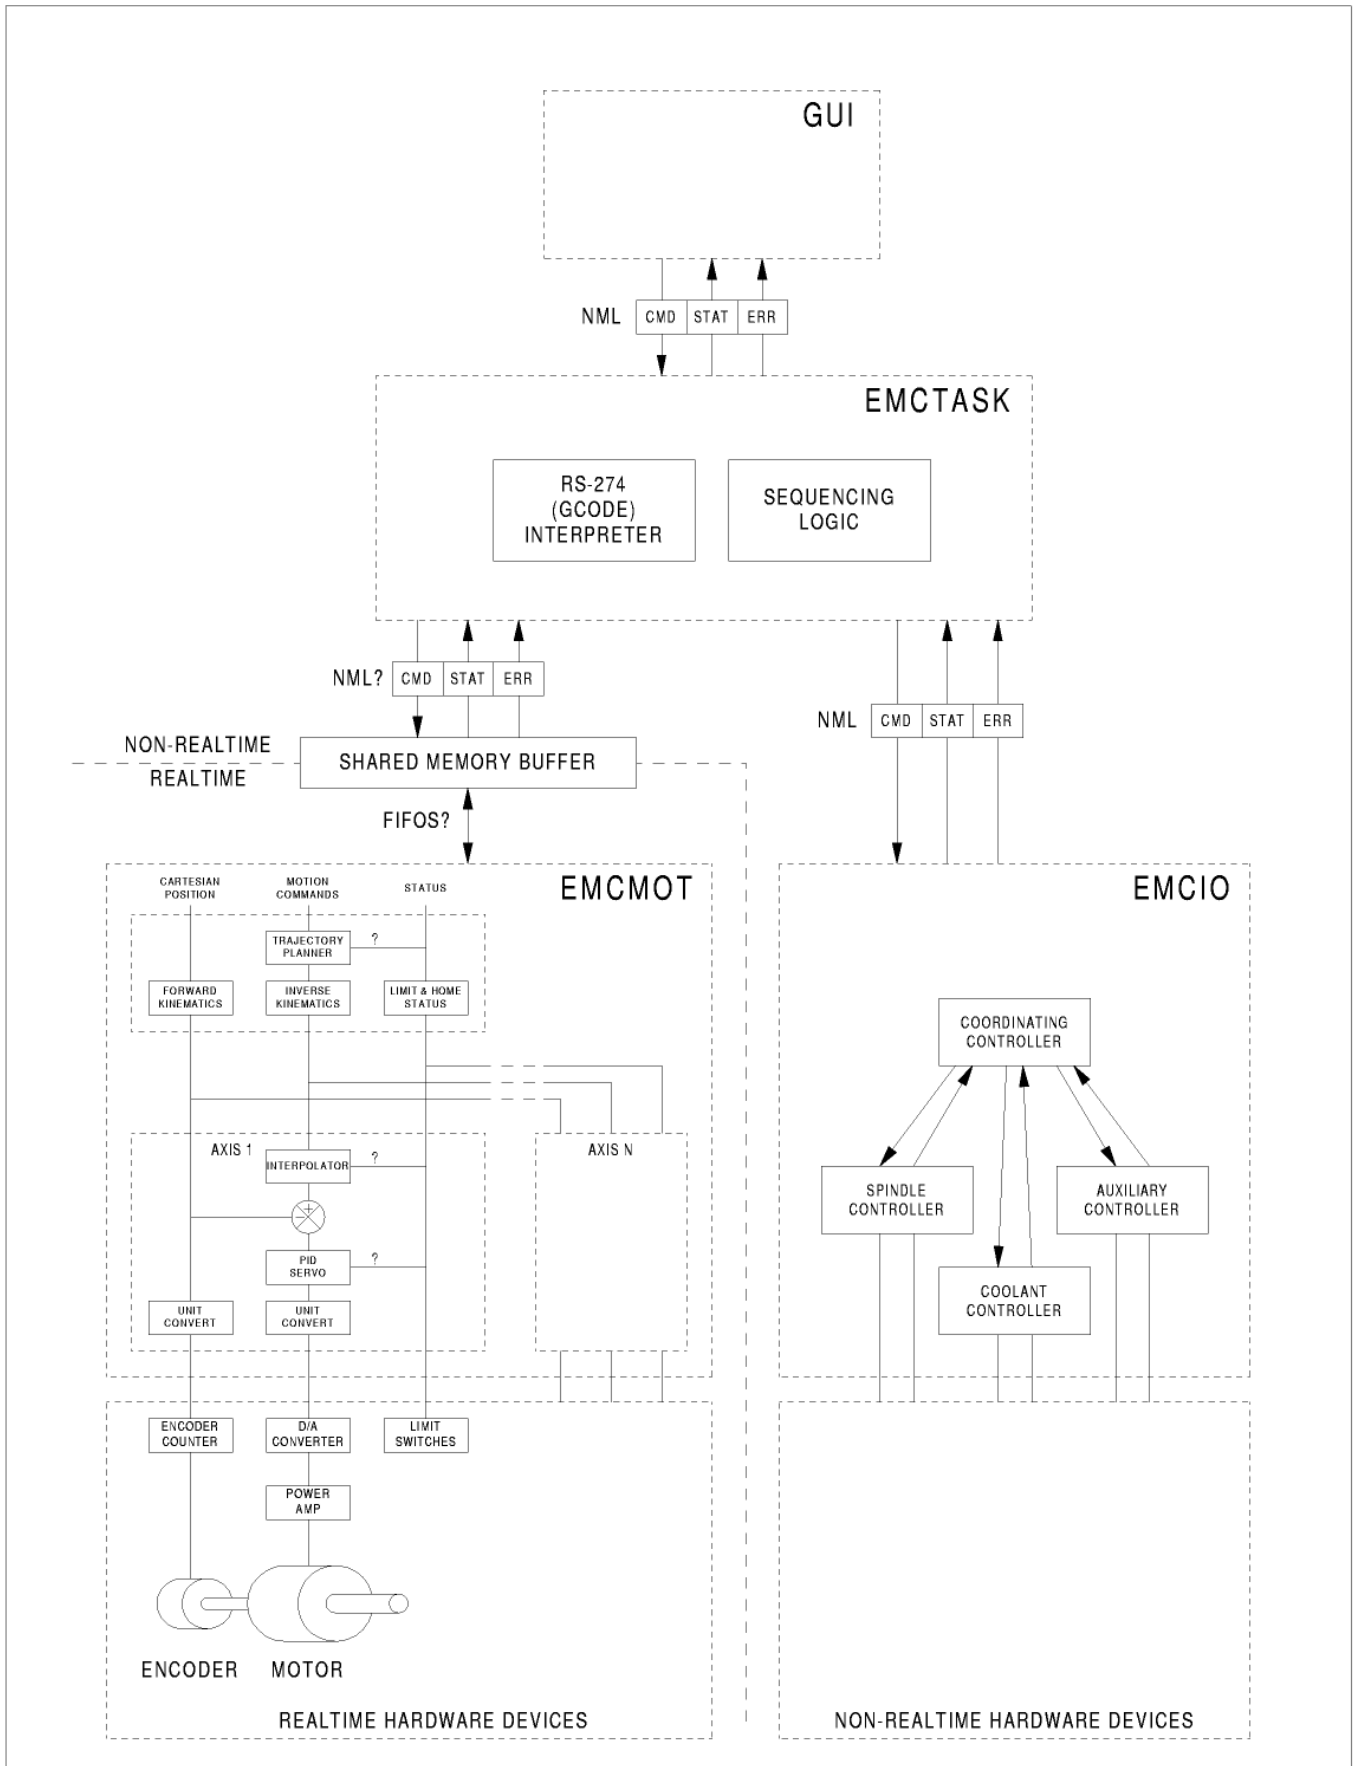 GUI
NML
CMD
STAT
ERR
EMCTASK
RS-274
(GCODE)
INTERPRETER
SEQUENCING
LOGIC
NML?
CMD
STAT
ERR
NML
CMD
STAT
ERR
NON-REALTIME
REALTIME
SHARED MEMORY BUFFER
FIFOS?
EMCMOT
CARTESIAN
POSITION
MOTION
COMMANDS
STATUS
TRAJECTORY
PLANNER
?
FORWARD
KINEMATICS
INVERSE
KINEMATICS
LIMIT & HOME
STATUS
AXIS 1
INTERPOLATOR
?
+
−
PID
SERVO
?
UNIT
CONVERT
UNIT
CONVERT
AXIS N
EMCIO
COORDINATING
CONTROLLER
SPINDLE
CONTROLLER
AUXILIARY
CONTROLLER
COOLANT
CONTROLLER
ENCODER
COUNTER
D/A
CONVERTER
LIMIT
SWITCHES
POWER
AMP
ENCODER
MOTOR
REALTIME HARDWARE DEVICES
NON-REALTIME HARDWARE DEVICES